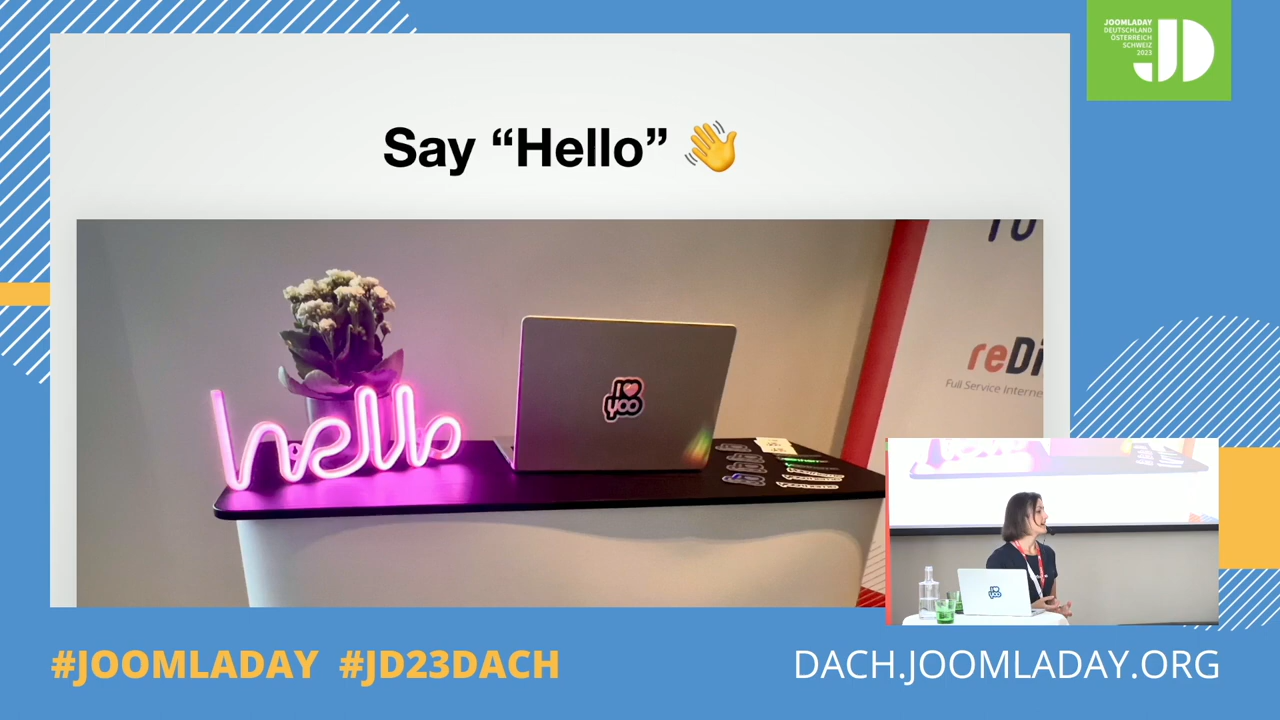 JOOMLADAY
DEUTSCHLAND
ÖSTERREICH
SCHWEIZ
2023
JD
Say “Hello” 👋
hello
I ❤ yoo
reDi
Full Service Interne
#JOOMLADAY #JD23DACH
DACH.JOOMLADAY.ORG